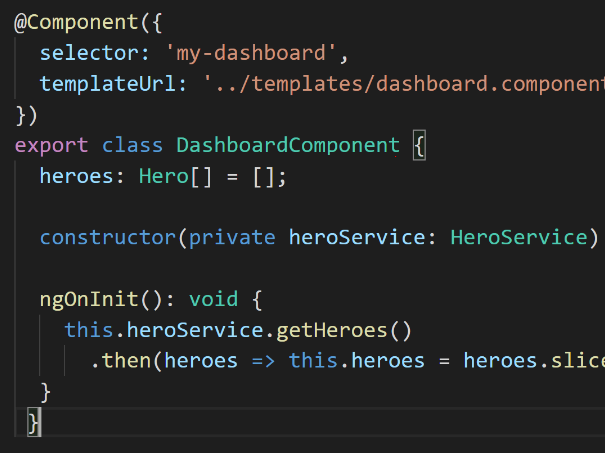 @Component({
  selector: 'my-dashboard',
  templateUrl: '../templates/dashboard.component
})
export class DashboardComponent {
  heroes: Hero[] = [];
  constructor(private heroService: HeroService)
  ngOnInit(): void {
    this.heroService.getHeroes()
      .then(heroes => this.heroes = heroes.slice
  }
}